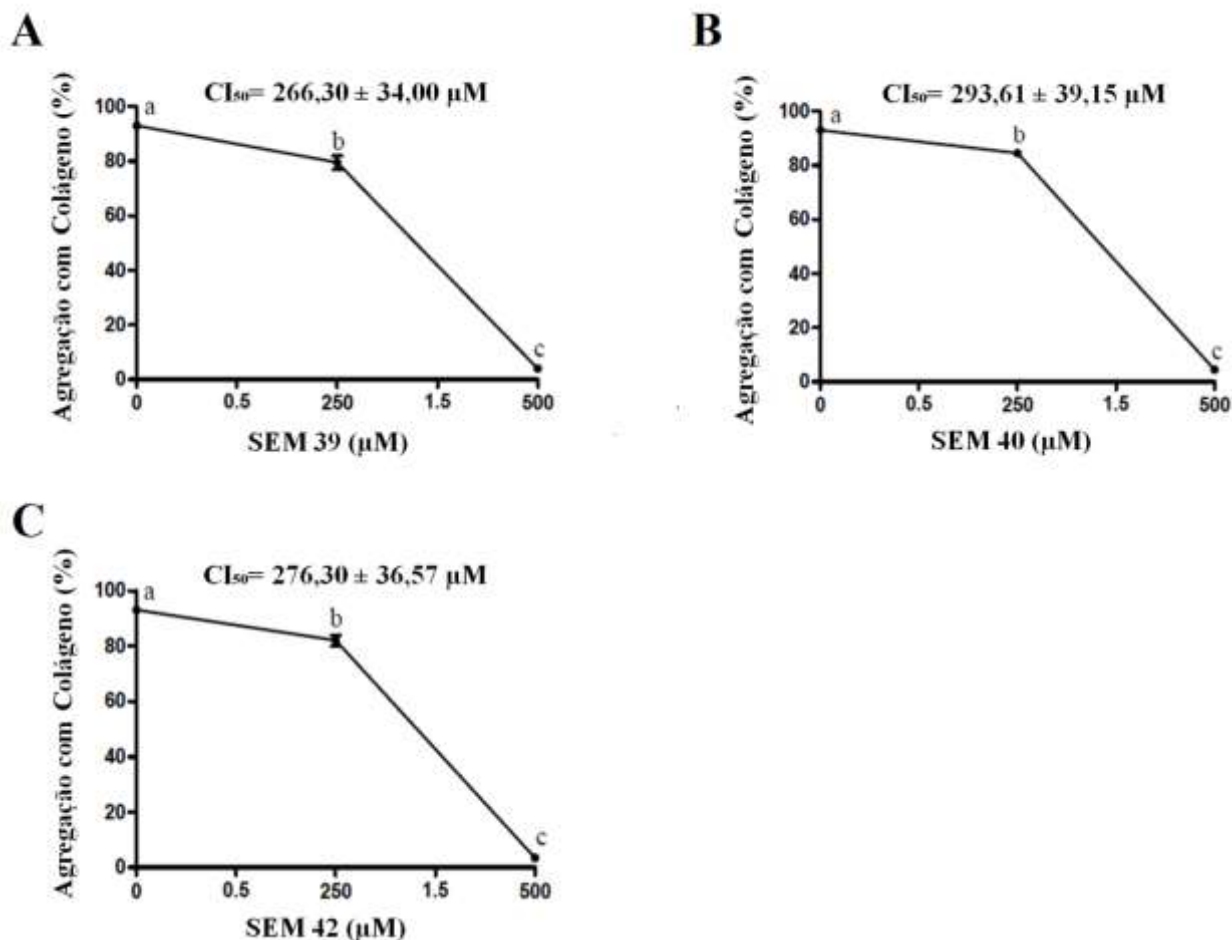 A
Agregação com Colágeno (%)
CI₅₀= 266,30 ± 34,00 µM
100
80
60
40
20
0
a
b
c
0 0.5 250 1.5 500
SEM 39 (µM)
B
Agregação com Colágeno (%)
CI₅₀= 293,61 ± 39,15 µM
100
80
60
40
20
0
a
b
c
0 0.5 250 1.5 500
SEM 40 (µM)
C
Agregação com Colágeno (%)
CI₅₀= 276,30 ± 36,57 µM
100
80
60
40
20
0
a
b
c
0 0.5 250 1.5 500
SEM 42 (µM)